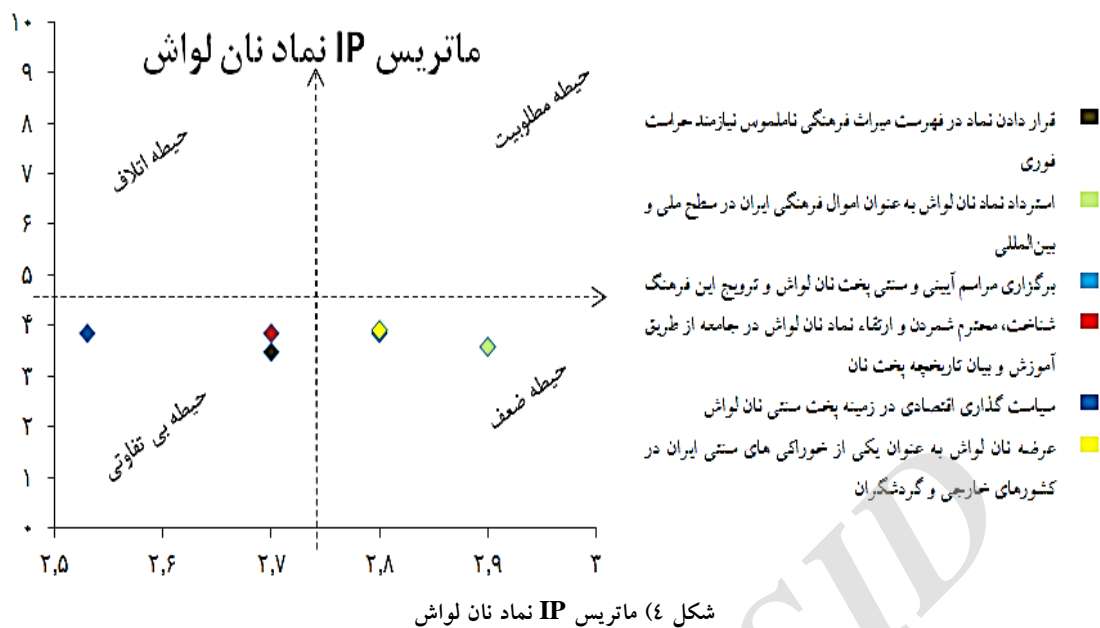 ماتریس IP نماد نان لواش
۱۰
۹
۸
۷
۶
۵
۴
۳
۲
۱
۰
حیطه مطلوبیت
حیطه اتلاف
حیطه بی تفاوتی
حیطه ضعف
۲,۵ ۲,۶ ۲,۷ ۲,۸ ۲,۹ ۳
قرار دادن نماد در فهرست میراث فرهنگی ناملموس نیازمند حراست
فوری
استرداد نماد نان لواش به عنوان اموال فرهنگی ایران در سطح ملی و
بین‌المللی
برگزاری مراسم آیینی و سنتی پخت نان لواش و ترویج این فرهنگ
شناخت، محترم شمردن و ارتقاء نماد نان لواش در جامعه از طریق
آموزش و بیان تاریخچه پخت نان
سیاست گذاری اقتصادی در زمینه پخت سنتی نان لواش
عرضه نان لواش به عنوان یکی از خوراکی های سنتی ایران در
کشورهای خارجی و گردشگران
SID
شکل ٤) ماتریس IP نماد نان لواش